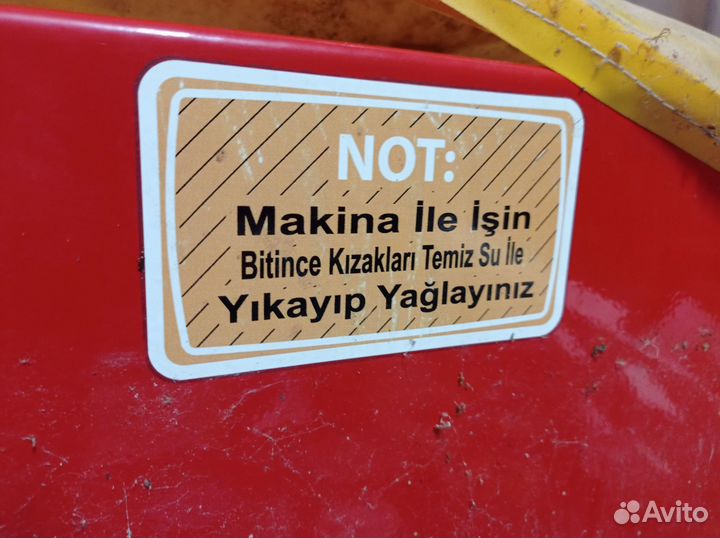 NOT:
Makina İle İşin
Bitince Kızakları Temiz Su İle
Yıkayıp Yağlayınız
Avito